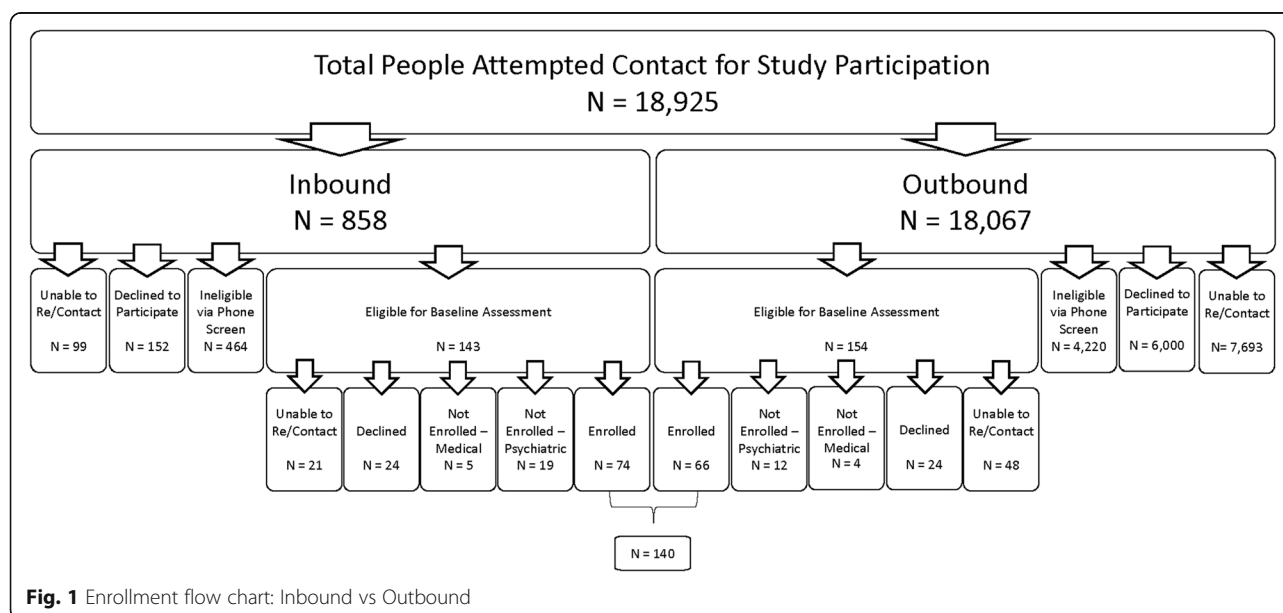 Total People Attempted Contact for Study Participation
N = 18,925
Inbound
N = 858
Outbound
N = 18,067
Unable to
Re/Contact
N = 99
Declined to
Participate
N = 152
Ineligible
via Phone
Screen
N = 464
Eligible for Baseline Assessment
N = 143
Eligible for Baseline Assessment
N = 154
Ineligible
via Phone
Screen
N = 4,220
Declined to
Participate
N = 6,000
Unable to
Re/Contact
N= 7,693
Unable to
Re/Contact
N = 21
Declined
N = 24
Not
Enrolled –
Medical
N = 5
Not
Enrolled –
Psychiatric
N = 19
Enrolled
N = 74
Enrolled
N = 66
Not
Enrolled –
Psychiatric
N = 12
Not
Enrolled –
Medical
N = 4
Declined
N = 24
Unable to
Re/Contact
N = 48
N = 140
Fig. 1 Enrollment flow chart: Inbound vs Outbound